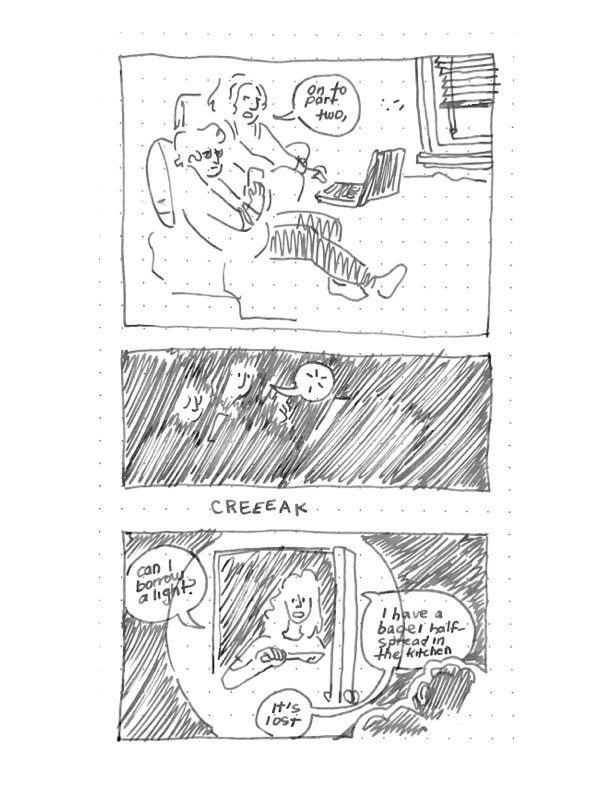 on to
part
two,
CREEEAK
can I
borrow
a light?
I have a
bagel half-
spread in
the kitchen
it's
lost